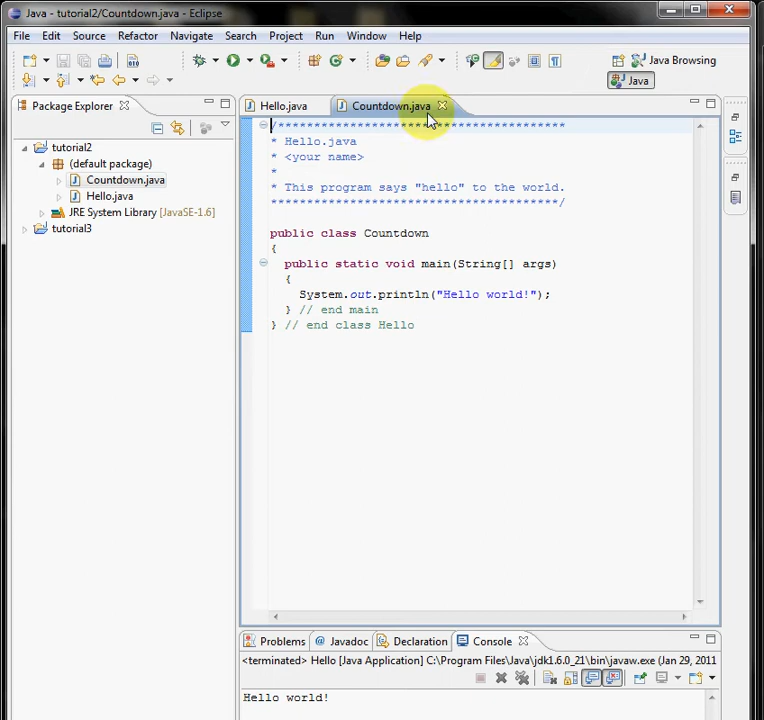 Java - tutorial2/Countdown.java - Eclipse
File Edit Source Refactor Navigate Search Project Run Window Help
Java Browsing
Java
Package Explorer
Hello.java
Countdown.java
tutorial2
(default package)
Countdown.java
Hello.java
JRE System Library [JavaSE-1.6]
tutorial3
/****************************************
* Hello.java
* <your name>
*
* This program says "hello" to the world.
****************************************/
public class Countdown
{
public static void main(String[] args)
{
System.out.println("Hello world!");
} // end main
} // end class Hello
Problems
Javadoc
Declaration
Console
<terminated> Hello [Java Application] C:\Program Files\Java\jdk1.6.0_21\bin\javaw.exe (Jan 29, 2011
Hello world!